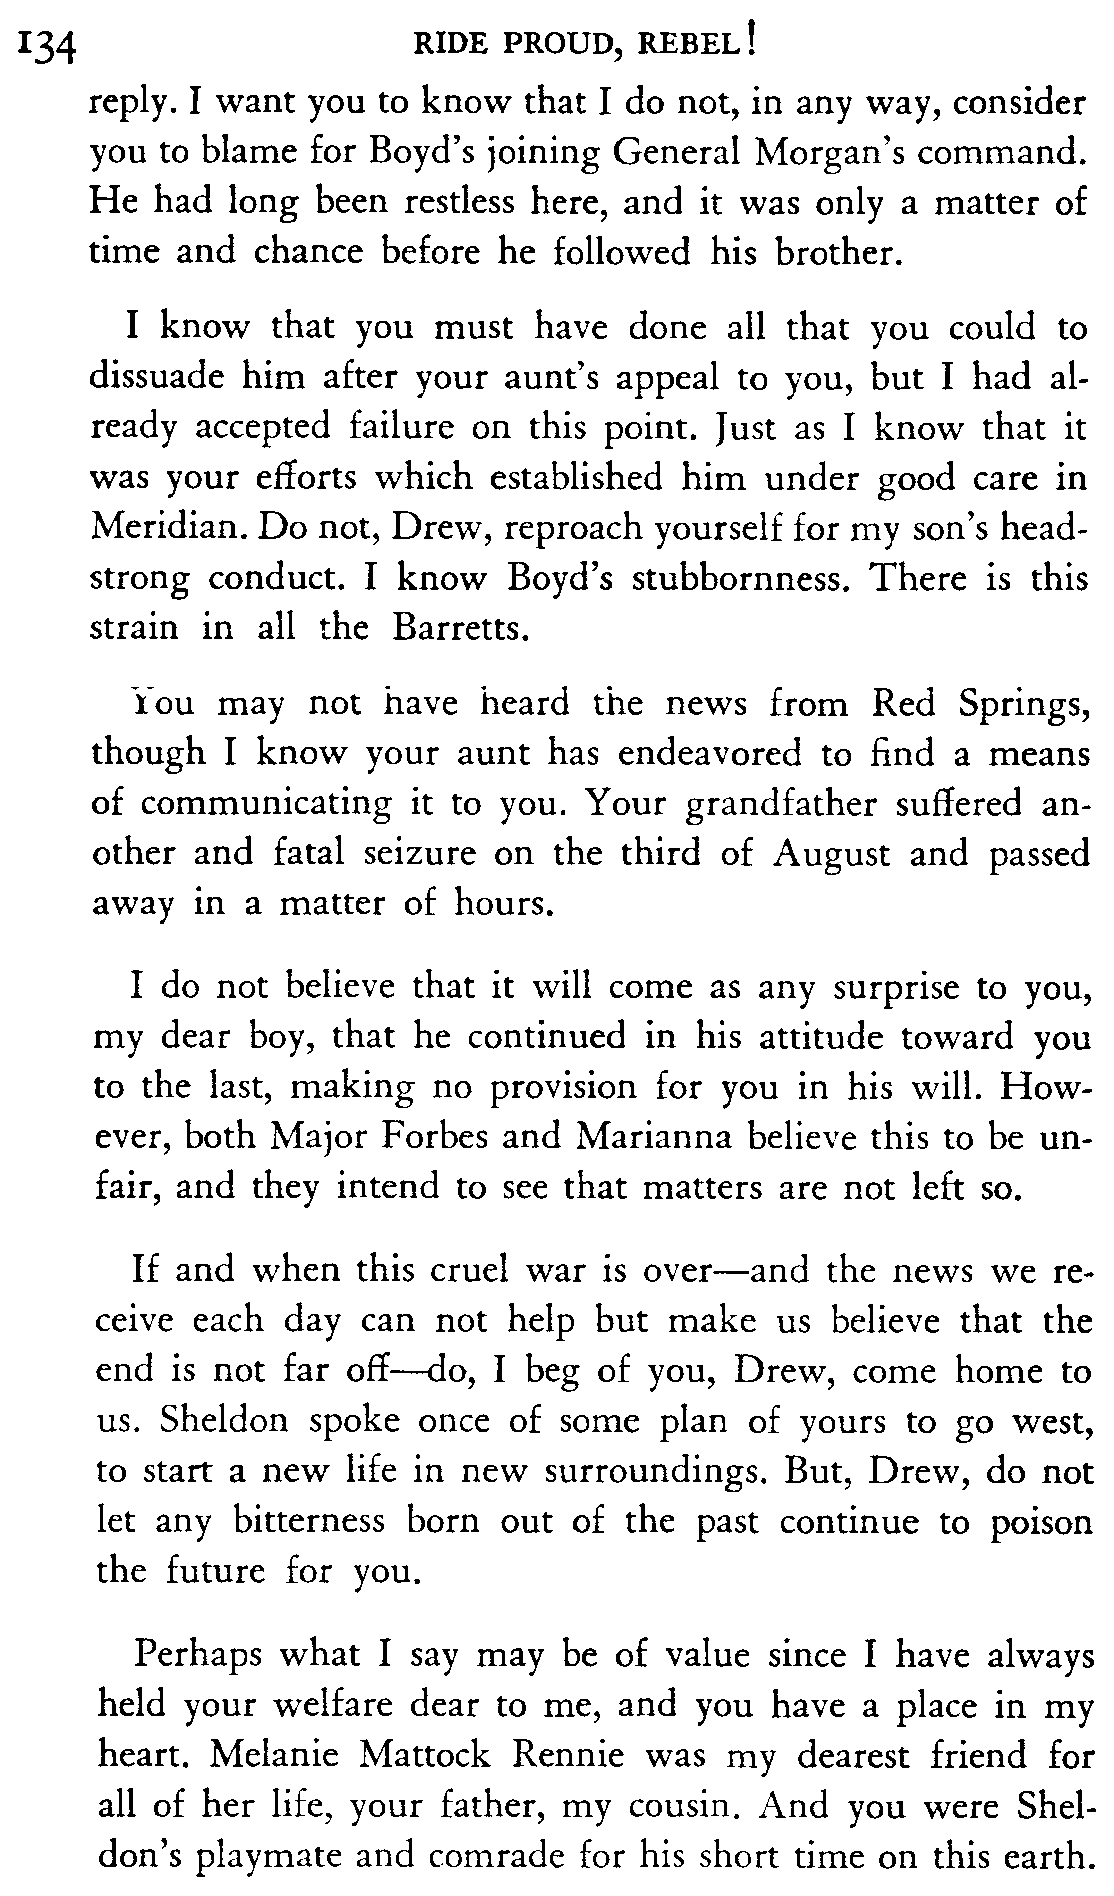 134 RIDE PROUD, REBEL!
reply. I want you to know that I do not, in any way, consider
you to blame for Boyd's joining General Morgan's command.
He had long been restless here, and it was only a matter of
time and chance before he followed his brother.
I know that you must have done all that you could to
dissuade him after your aunt's appeal to you, but I had al-
ready accepted failure on this point. Just as I know that it
was your efforts which established him under good care in
Meridian. Do not, Drew, reproach yourself for my son's head-
strong conduct. I know Boyd's stubbornness. There is this
strain in all the Barretts.
You may not have heard the news from Red Springs,
though I know your aunt has endeavored to find a means
of communicating it to you. Your grandfather suffered an-
other and fatal seizure on the third of August and passed
away in a matter of hours.
I do not believe that it will come as any surprise to you,
my dear boy, that he continued in his attitude toward you
to the last, making no provision for you in his will. How-
ever, both Major Forbes and Marianna believe this to be un-
fair, and they intend to see that matters are not left so.
If and when this cruel war is over—and the news we re-
ceive each day can not help but make us believe that the
end is not far off—do, I beg of you, Drew, come home to
us. Sheldon spoke once of some plan of yours to go west,
to start a new life in new surroundings. But, Drew, do not
let any bitterness born out of the past continue to poison
the future for you.
Perhaps what I say may be of value since I have always
held your welfare dear to me, and you have a place in my
heart. Melanie Mattock Rennie was my dearest friend for
all of her life, your father, my cousin. And you were Shel-
don's playmate and comrade for his short time on this earth.